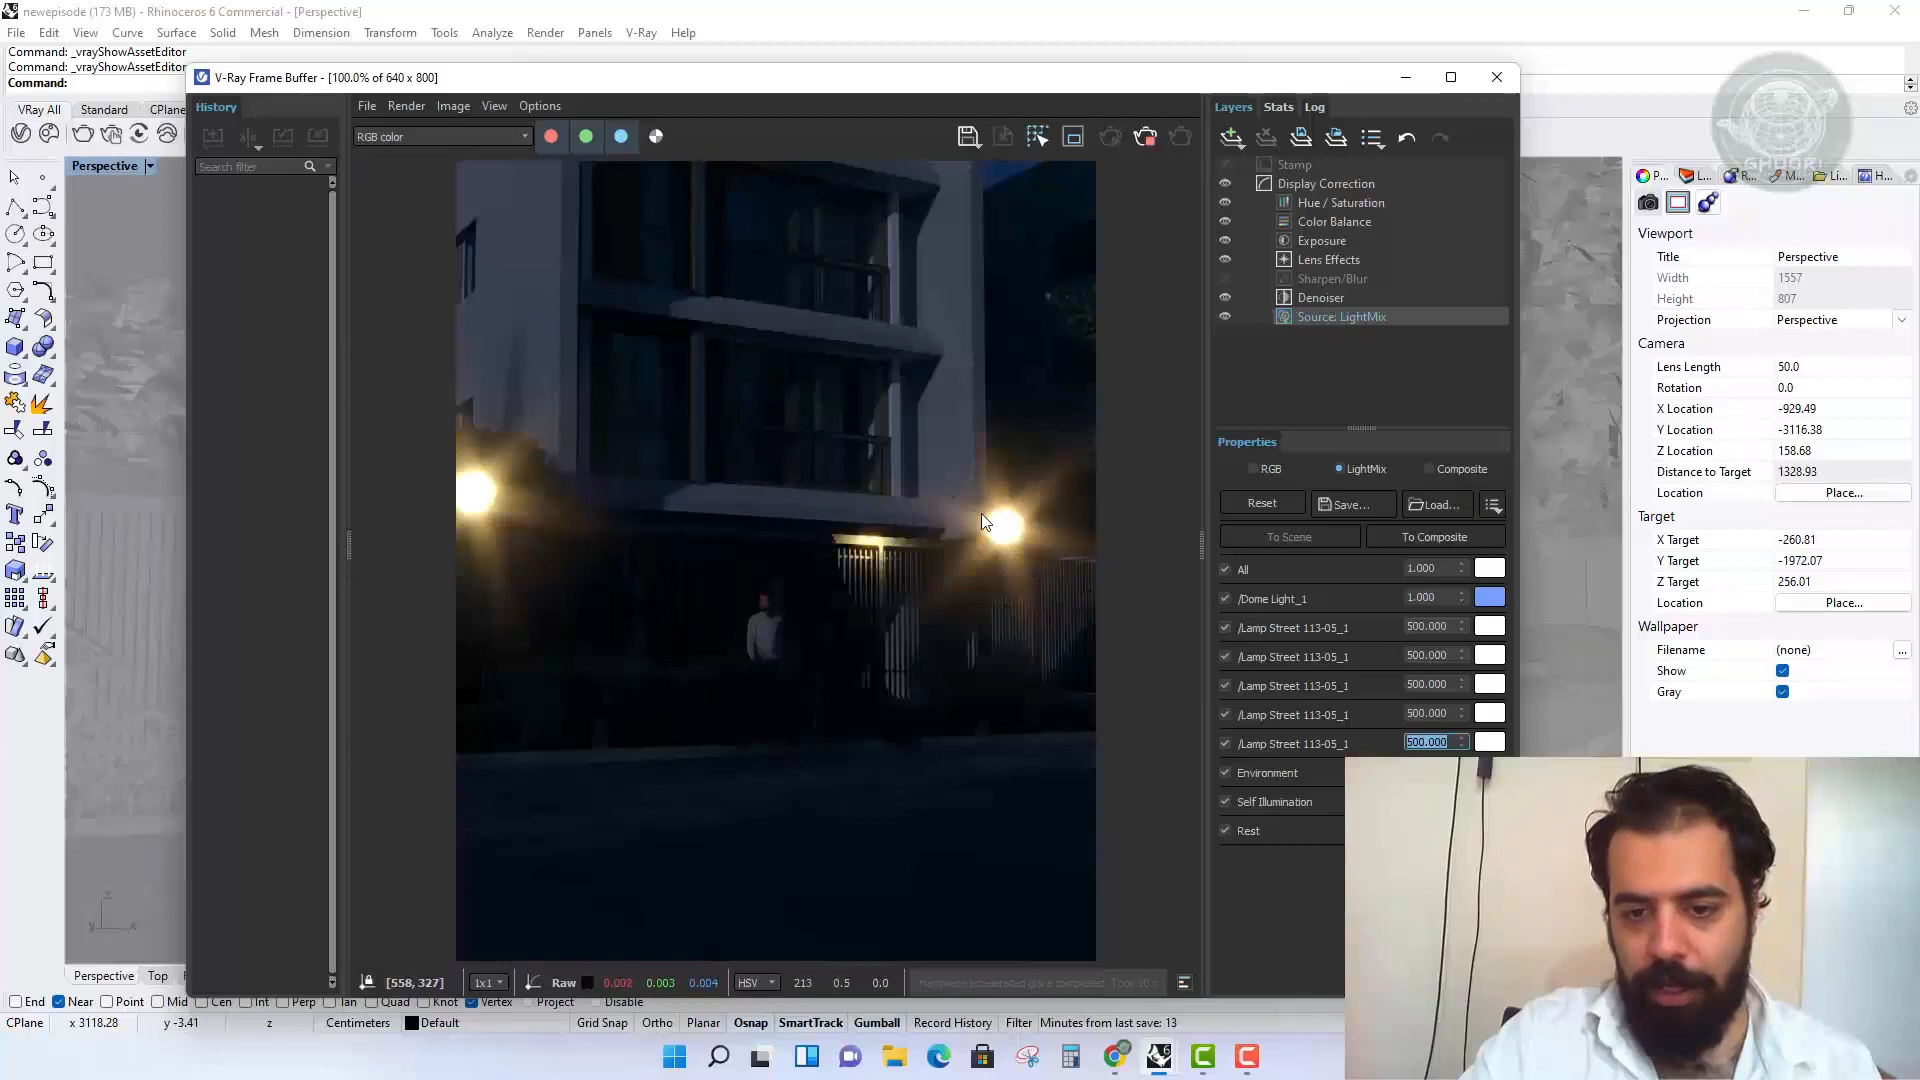 newepisode (173 MB) - Rhinoceros 6 Commercial - [Perspective]
File Edit View Curve Surface Solid Mesh Dimension Transform Tools Analyze Render Panels V-Ray Help
Command: _vrayShowAssetEditor
Command: _vrayShowAssetEditor
Command:
VRay All Standard CPlane
Perspective
V-Ray Frame Buffer - [100.0% of 640 x 800]
History
File Render Image View Options
RGB color
Search filter
Layers Stats Log
Stamp
Display Correction
Hue / Saturation
Color Balance
Exposure
Lens Effects
Sharpen/Blur
Denoiser
Source: LightMix
Properties
RGB LightMix Composite
Reset Save... Load...
To Scene To Composite
All 1.000
/Dome Light_1 1.000
/Lamp Street 113-05_1 500.000
/Lamp Street 113-05_1 500.000
/Lamp Street 113-05_1 500.000
/Lamp Street 113-05_1 500.000
/Lamp Street 113-05_1 500.000
Environment
Self Illumination
Rest
GHOORI
P... L... R... M... Li... H...
Viewport
Title Perspective
Width 1557
Height 807
Projection Perspective
Camera
Lens Length 50.0
Rotation 0.0
X Location -929.49
Y Location -3116.38
Z Location 158.68
Distance to Target 1328.93
Location Place...
Target
X Target -260.81
Y Target -1972.07
Z Target 256.01
Location Place...
Wallpaper
Filename (none) ...
Show
Gray
[558, 327] 1x1 Raw 0.002 0.003 0.004 HSV 213 0.5 0.0
Perspective Top
End Near Point Mid Cen Int Perp Tan Quad Knot Vertex Project Disable
CPlane x 3118.28 y -3.41 z Centimeters Default Grid Snap Ortho Planar Osnap SmartTrack Gumball Record History Filter Minutes from last save: 13